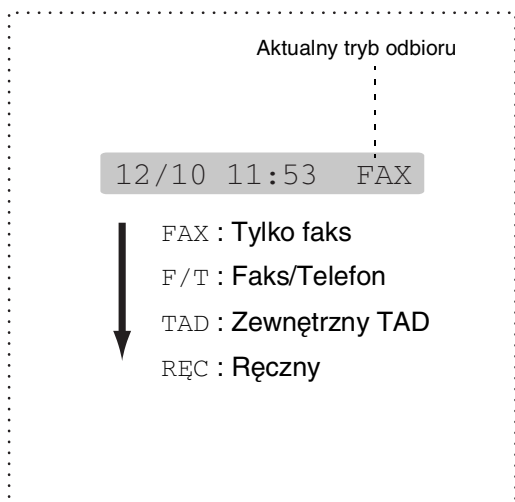 Aktualny tryb odbioru
12/10 11:53 FAX
FAX : Tylko faks
F/T : Faks/Telefon
TAD : Zewnętrzny TAD
RĘC : Ręczny